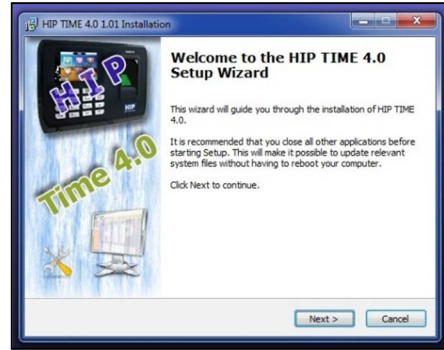 HIP TIME 4.0 1.01 Installation
HIP
HIP
Time 4.0
Welcome to the HIP TIME 4.0
Setup Wizard
This wizard will guide you through the installation of HIP TIME
4.0.
It is recommended that you close all other applications before
starting Setup. This will make it possible to update relevant
system files without having to reboot your computer.
Click Next to continue.
Next >
Cancel